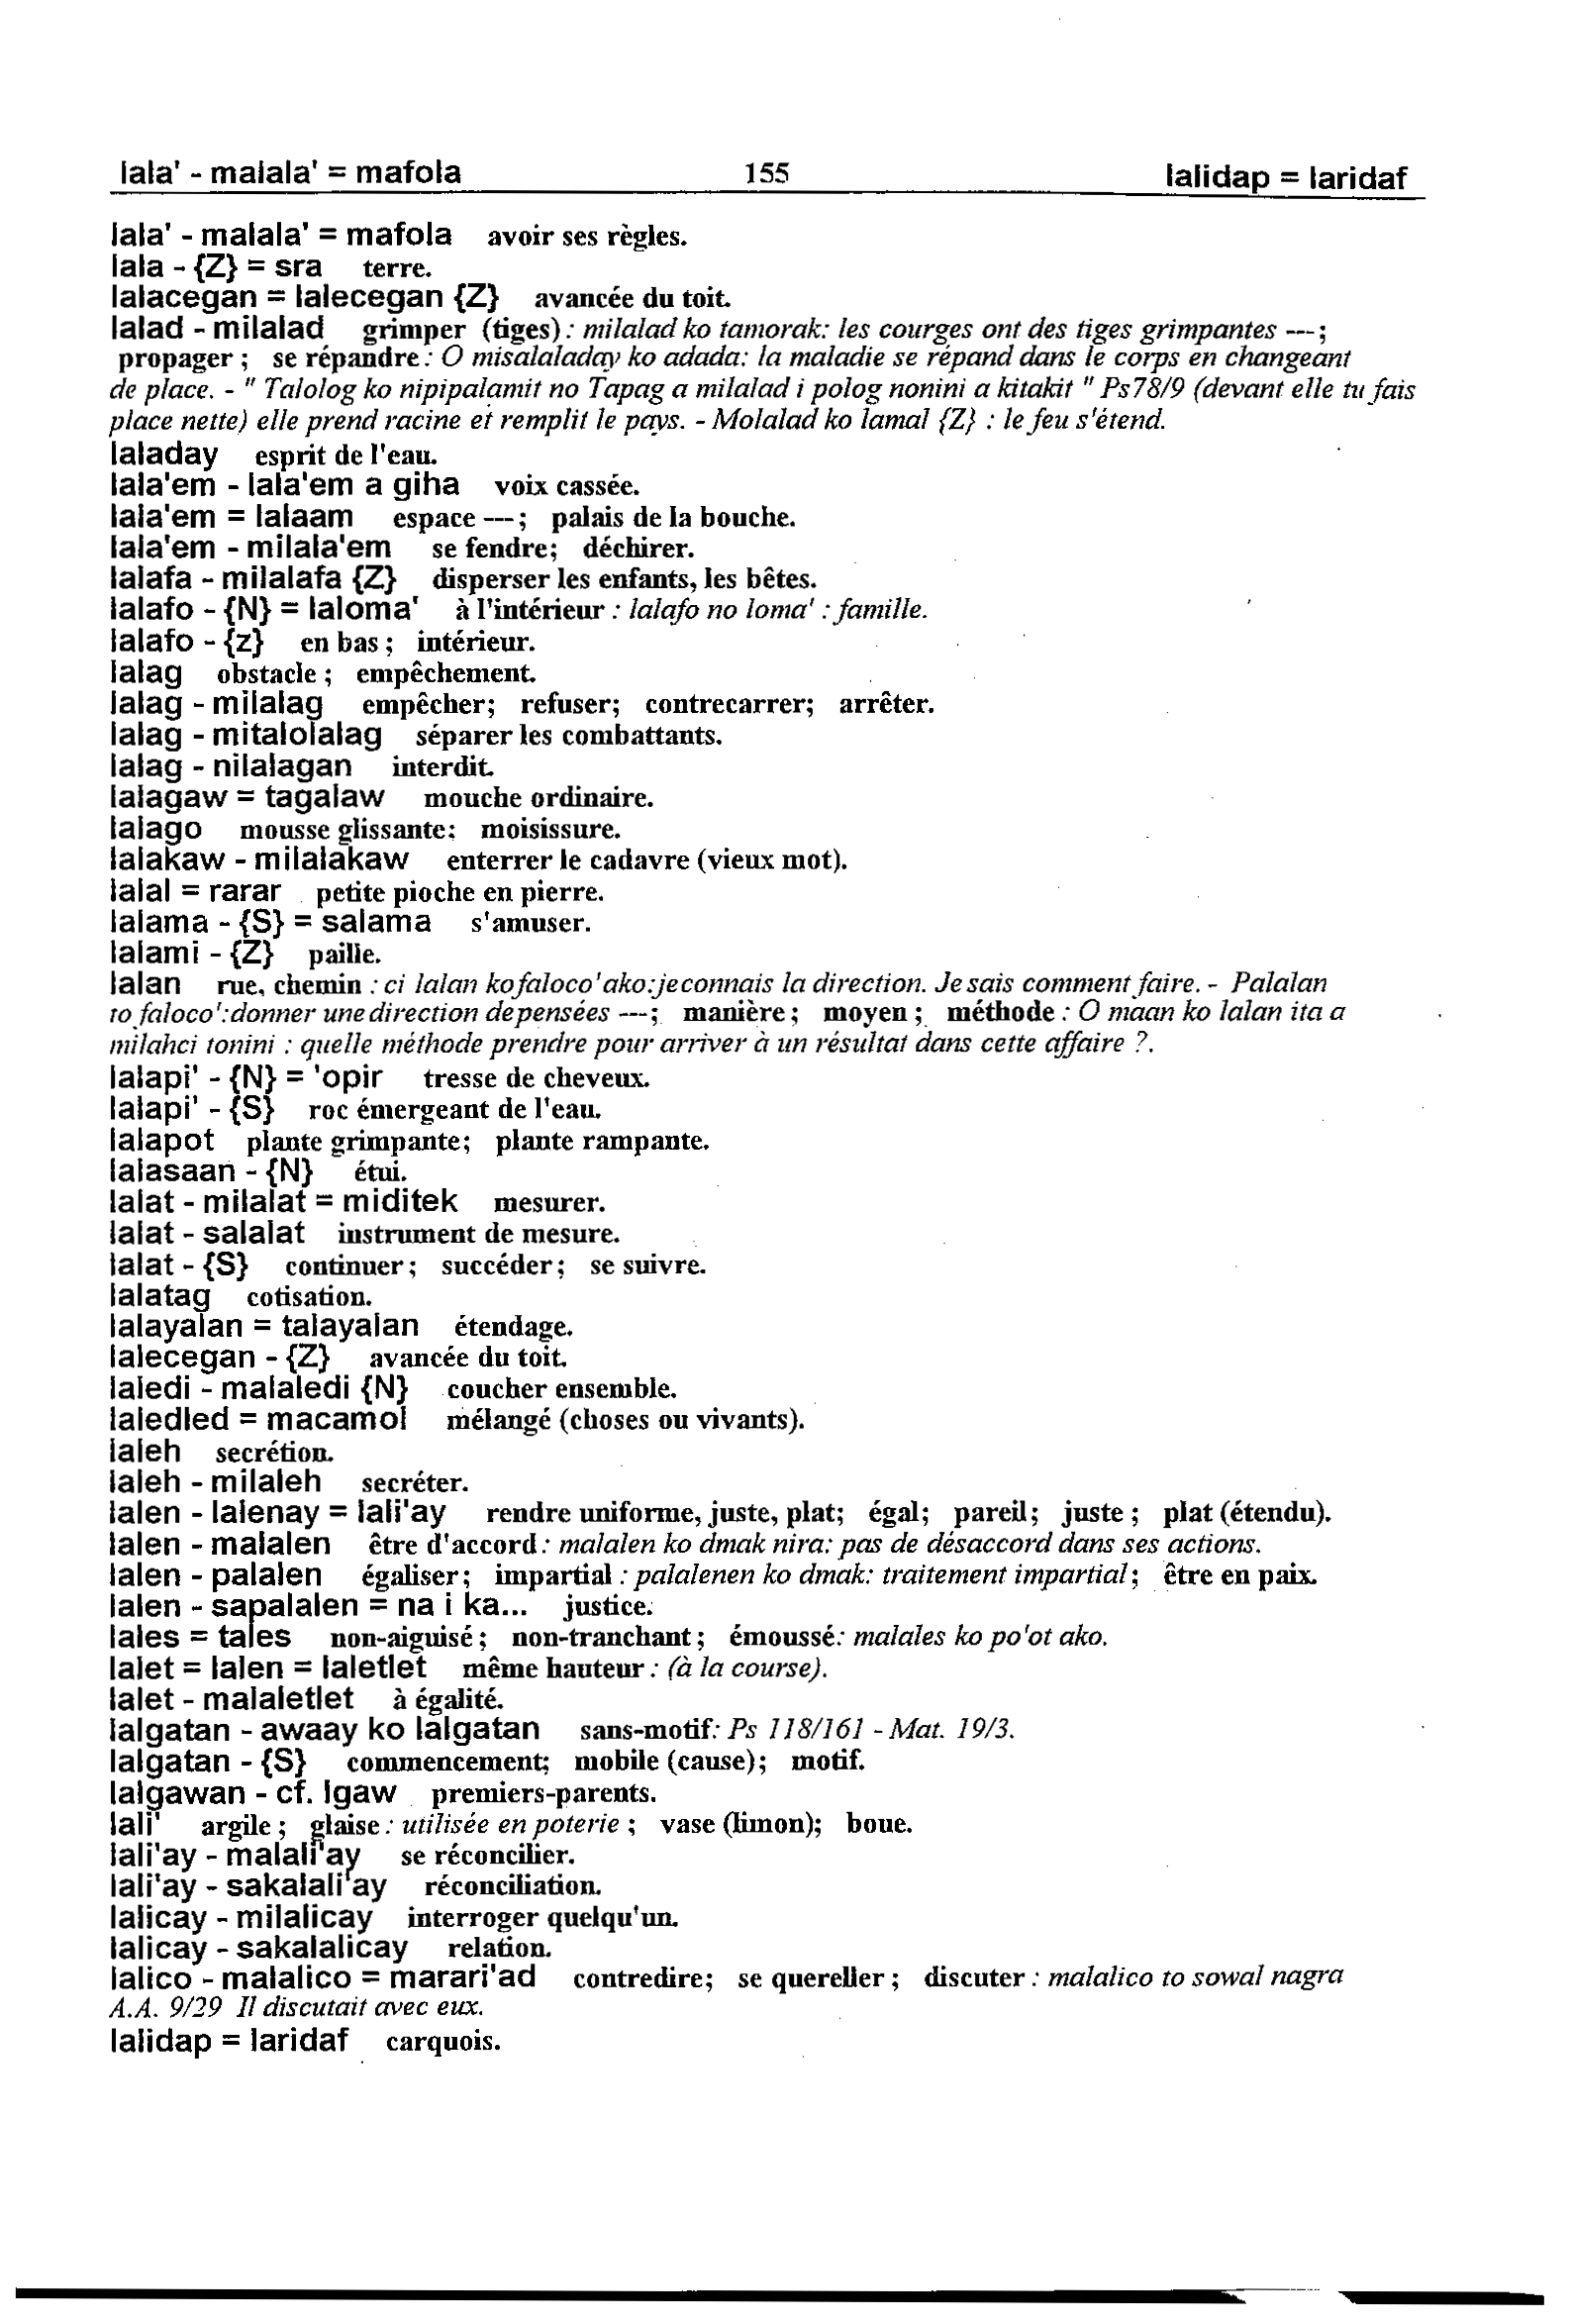 lala' - malala' = mafola 155 lalidap = laridaf
lala' - malala' = mafola avoir ses règles.
lala - {Z} = sra terre.
lalacegan = lalecegan {Z} avancée du toit.
lalad - milalad grimper (tiges) : milalad ko tamorak: les courges ont des tiges grimpantes ---;
propager ; se répandre : O misalaladay ko adada: la maladie se répand dans le corps en changeant
de place. - " Talolog ko nipipalamit no Tapag a milalad i polog nonini a kitakit " Ps78/9 (devant elle tu fais
place nette) elle prend racine et remplit le pays. - Molalad ko lamal {Z} : le feu s'étend.
laladay esprit de l'eau.
lala'em - lala'em a giha voix cassée.
lala'em = lalaam espace ---; palais de la bouche.
lala'em - milala'em se fendre; déchirer.
lalafa - milalafa {Z} disperser les enfants, les bêtes.
lalafo - {N} = laloma' à l'intérieur : lalafo no loma' : famille.
lalafo - {z} en bas ; intérieur.
lalag obstacle ; empêchement.
lalag - milalag empêcher; refuser; contrecarrer; arrêter.
lalag - mitalolalag séparer les combattants.
lalag - nilalagan interdit.
lalagaw = tagalaw mouche ordinaire.
lalago mousse glissante; moisissure.
lalakaw - milalakaw enterrer le cadavre (vieux mot).
lalal = rarar petite pioche en pierre.
lalama - {S} = salama s'amuser.
lalami - {Z} paille.
lalan rue, chemin : ci lalan ko faloco' ako: je connais la direction. Je sais comment faire. - Palalan
to faloco': donner une direction de pensées ---; manière ; moyen ; méthode : O maan ko lalan ita a
milahci tonini : quelle méthode prendre pour arriver à un résultat dans cette affaire ?.
lalapi' - {N} = 'opir tresse de cheveux.
lalapi' - {S} roc émergeant de l'eau.
lalapot plante grimpante; plante rampante.
lalasaan - {N} étui.
lalat - milalat = miditek mesurer.
lalat - salalat instrument de mesure.
lalat - {S} continuer ; succéder ; se suivre.
lalatag cotisation.
lalayalan = talayalan étendage.
lalecegan - {Z} avancée du toit.
laledi - malaledi {N} coucher ensemble.
laledled = macamol mélangé (choses ou vivants).
laleh secrétion.
laleh - milaleh secréter.
lalen - lalenay = lali'ay rendre uniforme, juste, plat; égal; pareil; juste ; plat (étendu).
lalen - malalen être d'accord : malalen ko dmak nira: pas de désaccord dans ses actions.
lalen - palalen égaliser; impartial : palalenen ko dmak: traitement impartial ; être en paix.
lalen - sapalalen = na i ka... justice.
lales = tales non-aiguisé ; non-tranchant ; émoussé: malales ko po'ot ako.
lalet = lalen = laletlet même hauteur : (à la course).
lalet - malaletlet à égalité.
lalgatan - awaay ko lalgatan sans-motif: Ps 118/161 - Mat. 19/3.
lalgatan - {S} commencement; mobile (cause); motif.
lalgawan - cf. lgaw premiers-parents.
lali' argile ; glaise : utilisée en poterie ; vase (limon); boue.
lali'ay - malali'ay se réconcilier.
lali'ay - sakalali'ay réconciliation.
lalicay - milalicay interroger quelqu'un.
lalicay - sakalalicay relation.
lalico - malalico = marari'ad contredire; se quereller ; discuter : malalico to sowal nagra
A.A. 9/29 Il discutait avec eux.
lalidap = laridaf carquois.